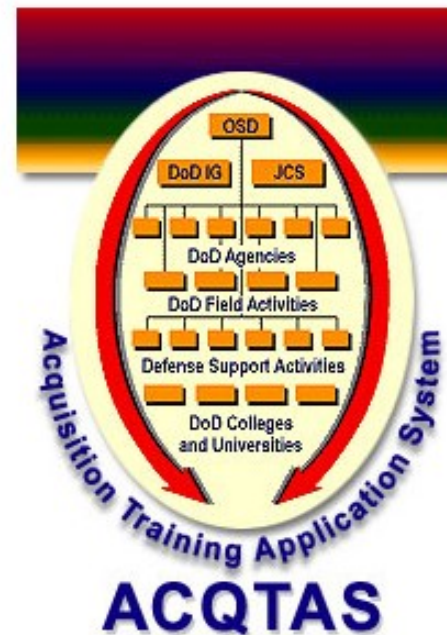 OSD
DoD IG JCS
DoD Agencies
DoD Field Activities
Defense Support Activities
DoD Colleges
and Universities
Acquisition Training Application System
ACQTAS